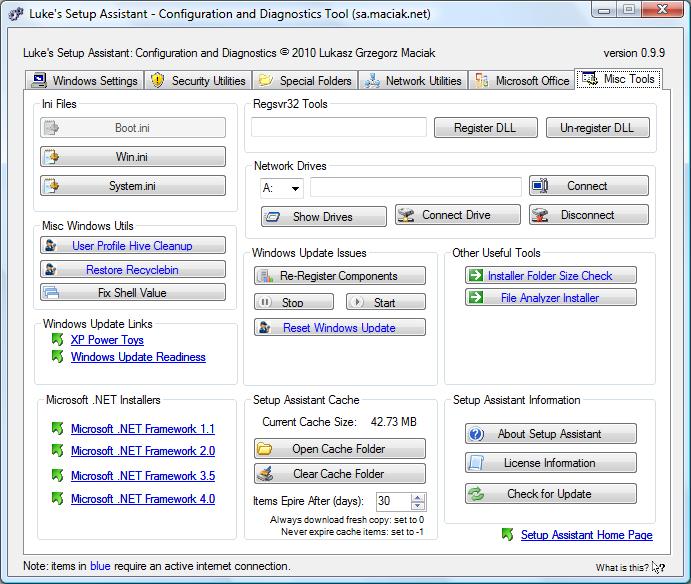 Luke's Setup Assistant - Configuration and Diagnostics Tool (sa.maciak.net)
Luke's Setup Assistant: Configuration and Diagnostics © 2010 Lukasz Grzegorz Maciak
version 0.9.9
Windows Settings
Security Utilities
Special Folders
Network Utilities
Microsoft Office
Misc Tools
Ini Files
Boot.ini
Win.ini
System.ini
Regsvr32 Tools
Register DLL
Un-register DLL
Network Drives
A:
Connect
Show Drives
Connect Drive
Disconnect
Misc Windows Utils
User Profile Hive Cleanup
Restore Recyclebin
Fix Shell Value
Windows Update Issues
Re-Register Components
Stop
Start
Reset Windows Update
Other Useful Tools
Installer Folder Size Check
File Analyzer Installer
Windows Update Links
XP Power Toys
Windows Update Readiness
Microsoft .NET Installers
Microsoft .NET Framework 1.1
Microsoft .NET Framework 2.0
Microsoft .NET Framework 3.5
Microsoft .NET Framework 4.0
Setup Assistant Cache
Current Cache Size: 42.73 MB
Open Cache Folder
Clear Cache Folder
Items Epire After (days): 30
Always download fresh copy: set to 0
Never expire cache items: set to -1
Setup Assistant Information
About Setup Assistant
License Information
Check for Update
Setup Assistant Home Page
Note: items in blue require an active internet connection.
What is this? ?